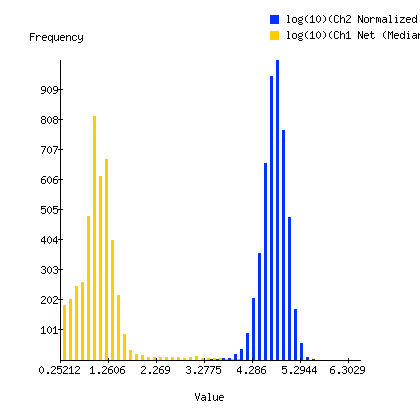 log(10)(Ch2 Normalized
log(10)(Ch1 Net (Median
Frequency
909
808
707
606
505
404
303
202
101
0.25212 1.2606 2.269 3.2775 4.286 5.2944 6.3029
Value